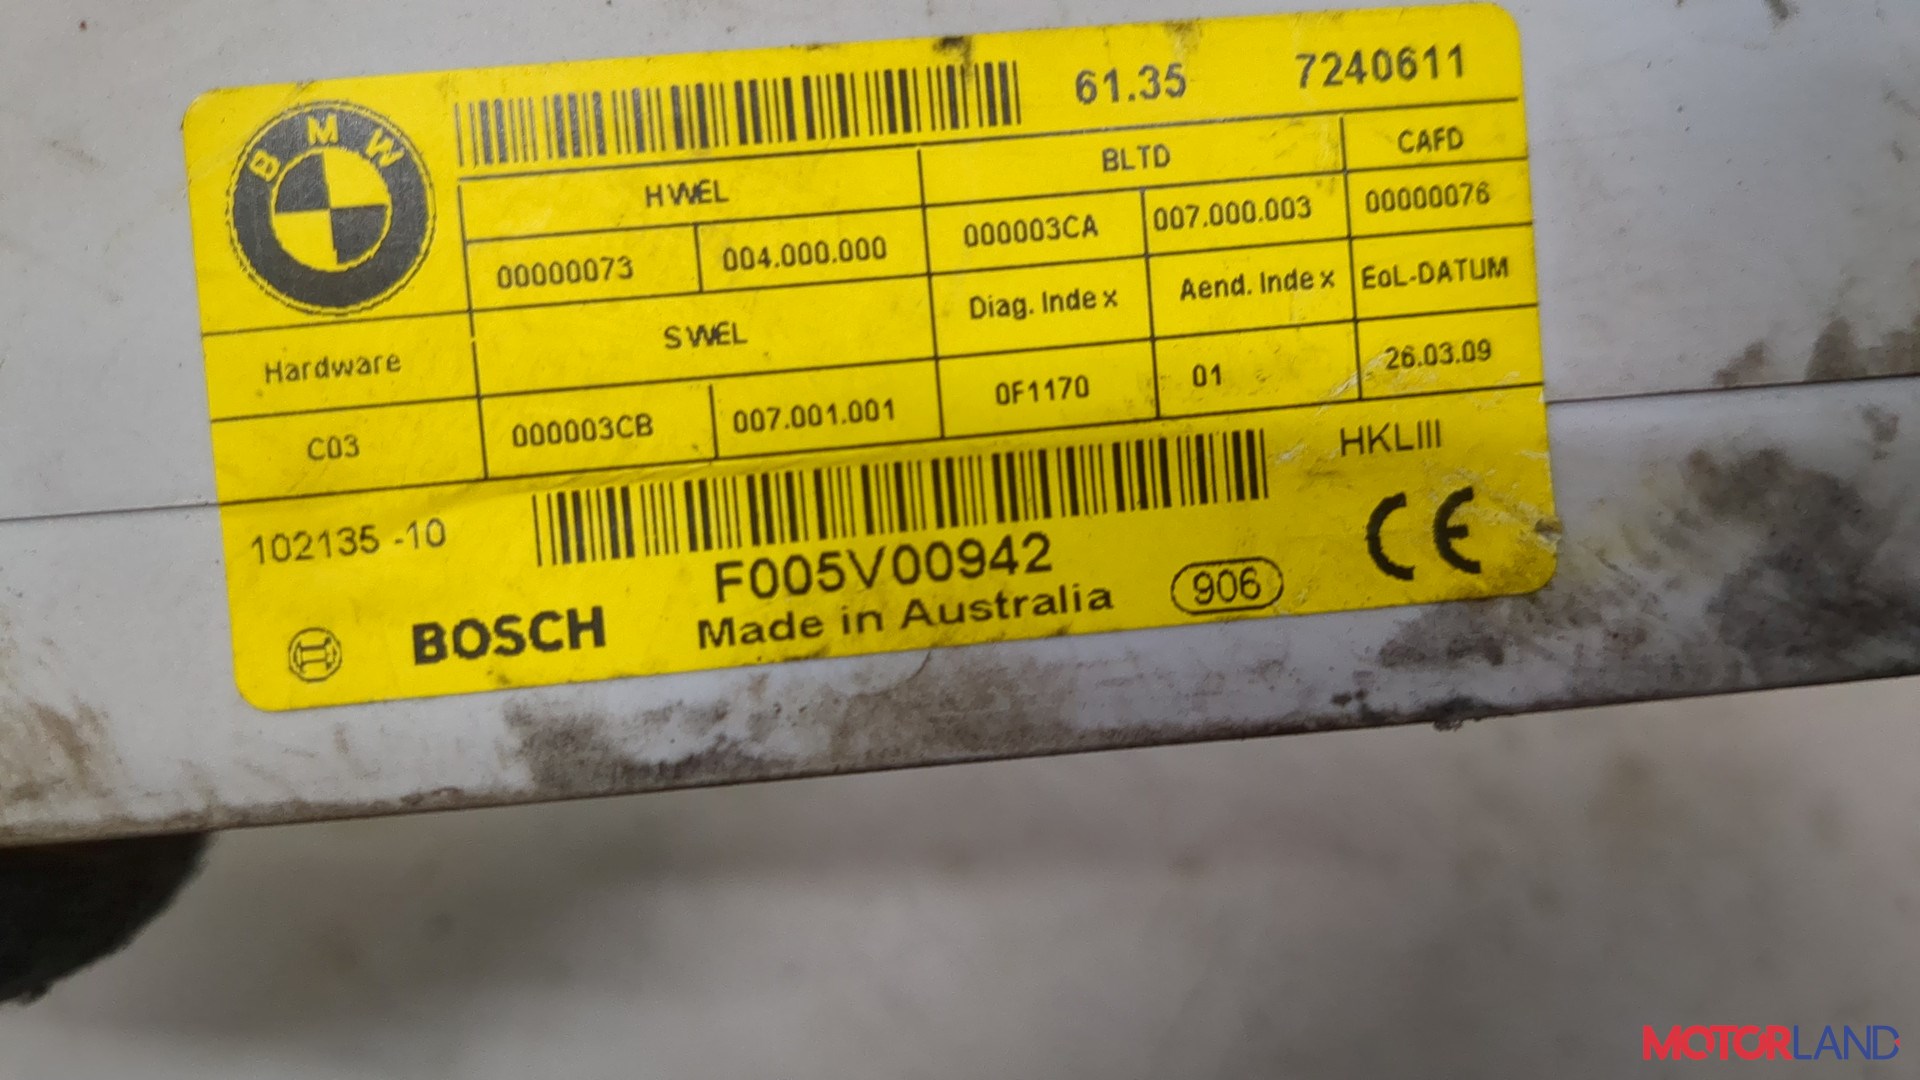 BMW
61.35 7240611
HWEL BLTD CAFD
00000073 004.000.000 000003CA 007.000.003 00000076
Hardware SWEL Diag. Index Aend. Index EoL-DATUM
C03 000003CB 007.001.001 0F1170 01 26.03.09
HKLIII
102135 -10
F005V00942
BOSCH Made in Australia 906 CE
MOTORLAND